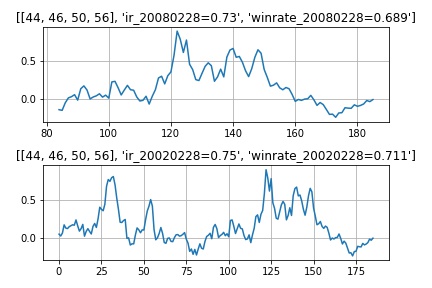 [[44, 46, 50, 56], 'ir_20080228=0.73', 'winrate_20080228=0.689']
0.5
0.0
80 100 120 140 160 180
[[44, 46, 50, 56], 'ir_20020228=0.75', 'winrate_20020228=0.711']
0.5
0.0
0 25 50 75 100 125 150 175